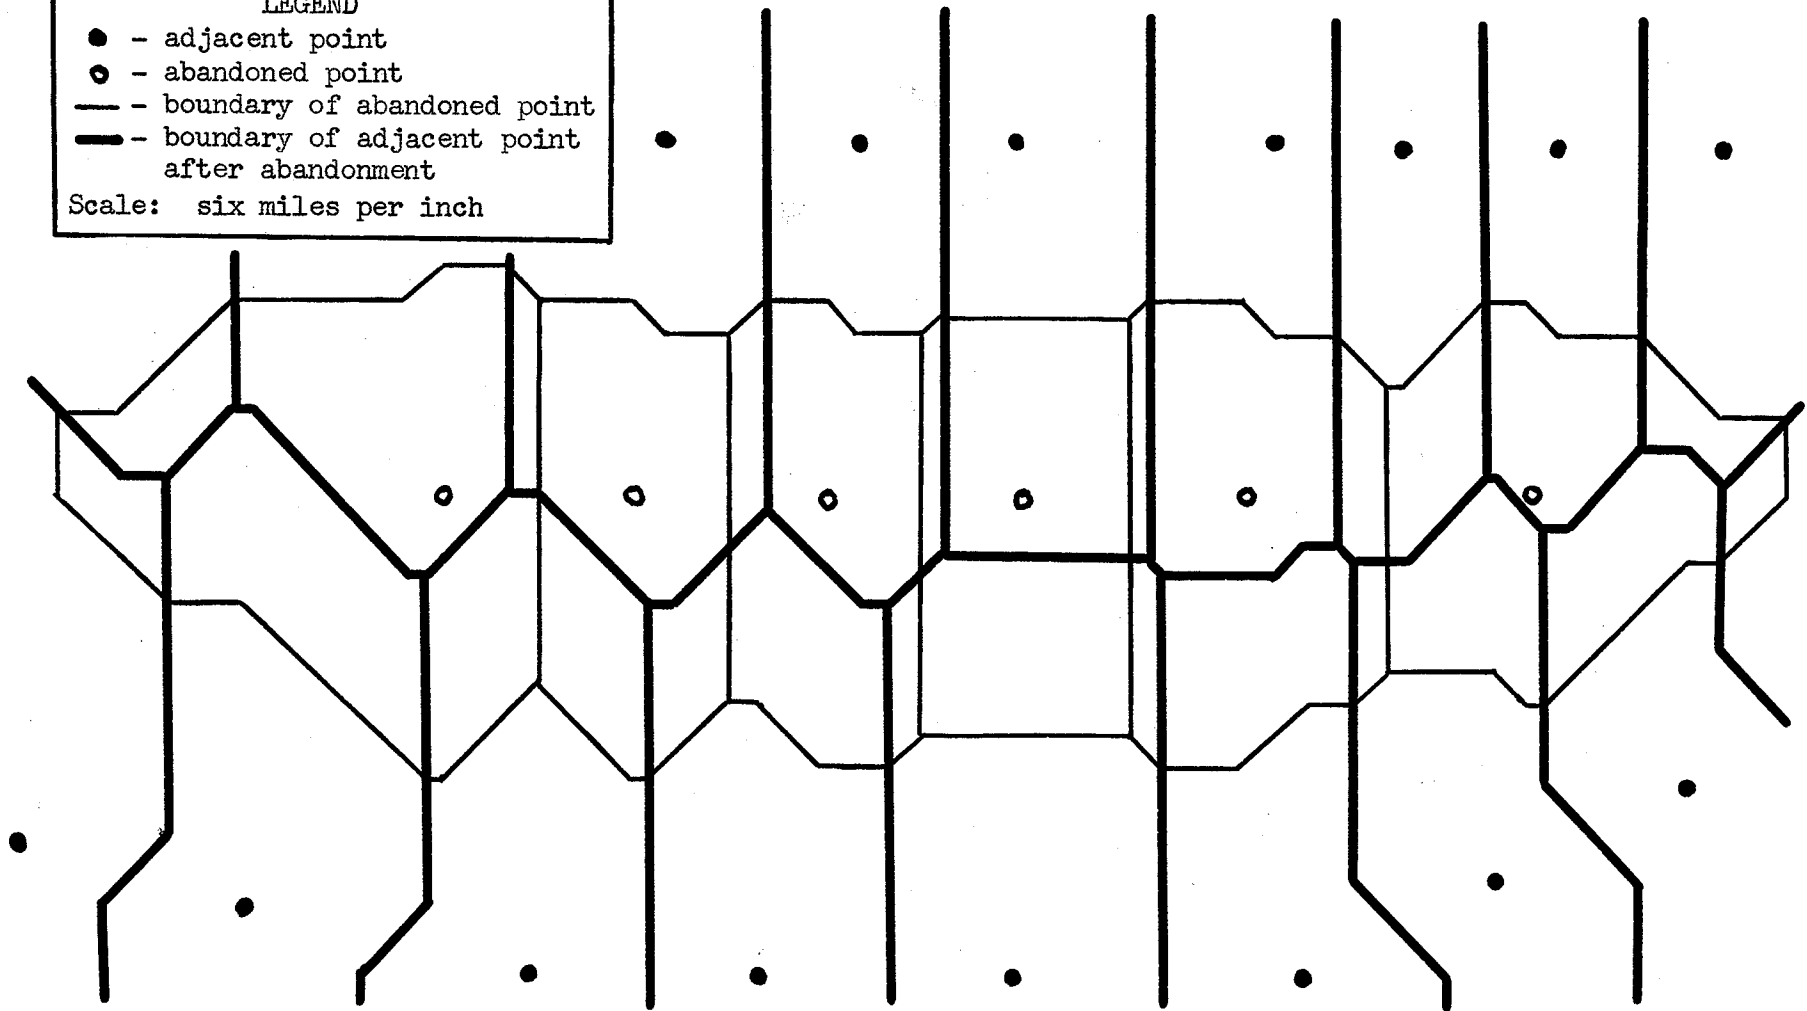 LEGEND
- adjacent point
- abandoned point
- boundary of abandoned point
- boundary of adjacent point
after abandonment
Scale: six miles per inch